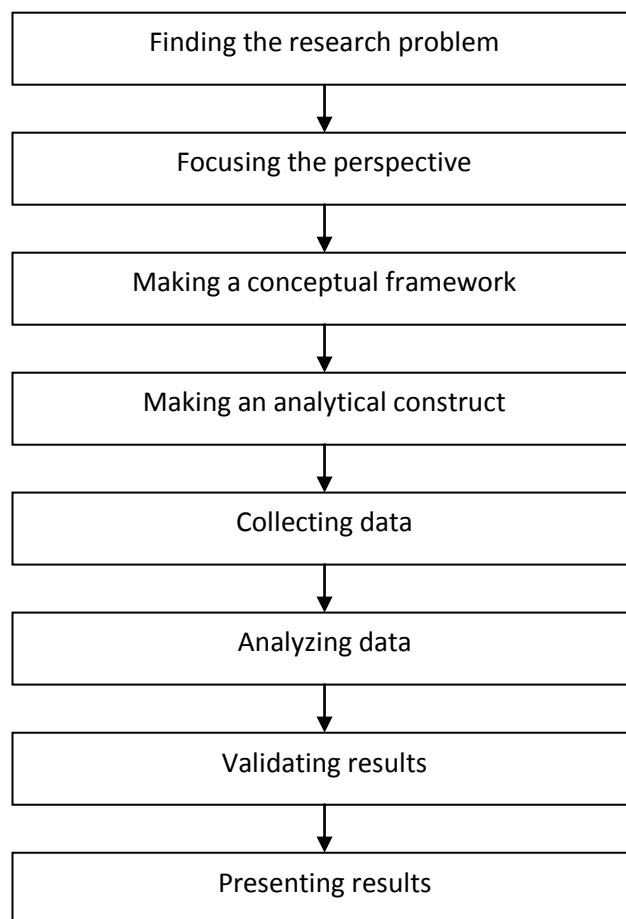 Finding the research problem
Focusing the perspective
Making a conceptual framework
Making an analytical construct
Collecting data
Analyzing data
Validating results
Presenting results